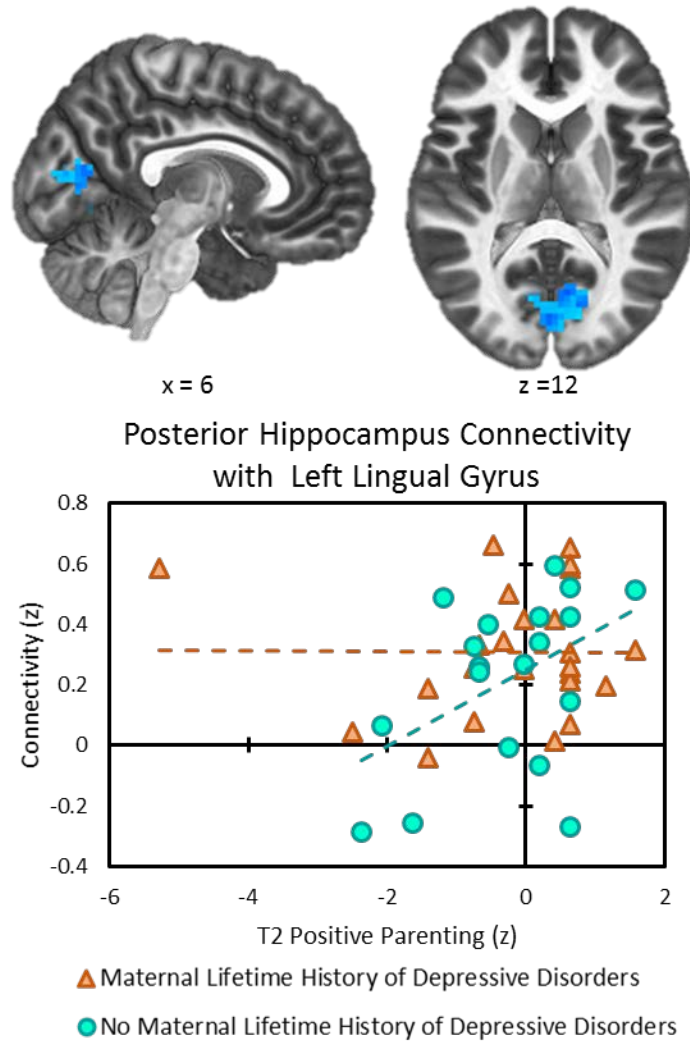 x = 6
z =12
Posterior Hippocampus Connectivity
with Left Lingual Gyrus
0.8
0.6
0.4
0.2
0
-0.2
-0.4
Connectivity (z)
-6 -4 -2 0 2
T2 Positive Parenting (z)
Maternal Lifetime History of Depressive Disorders
No Maternal Lifetime History of Depressive Disorders